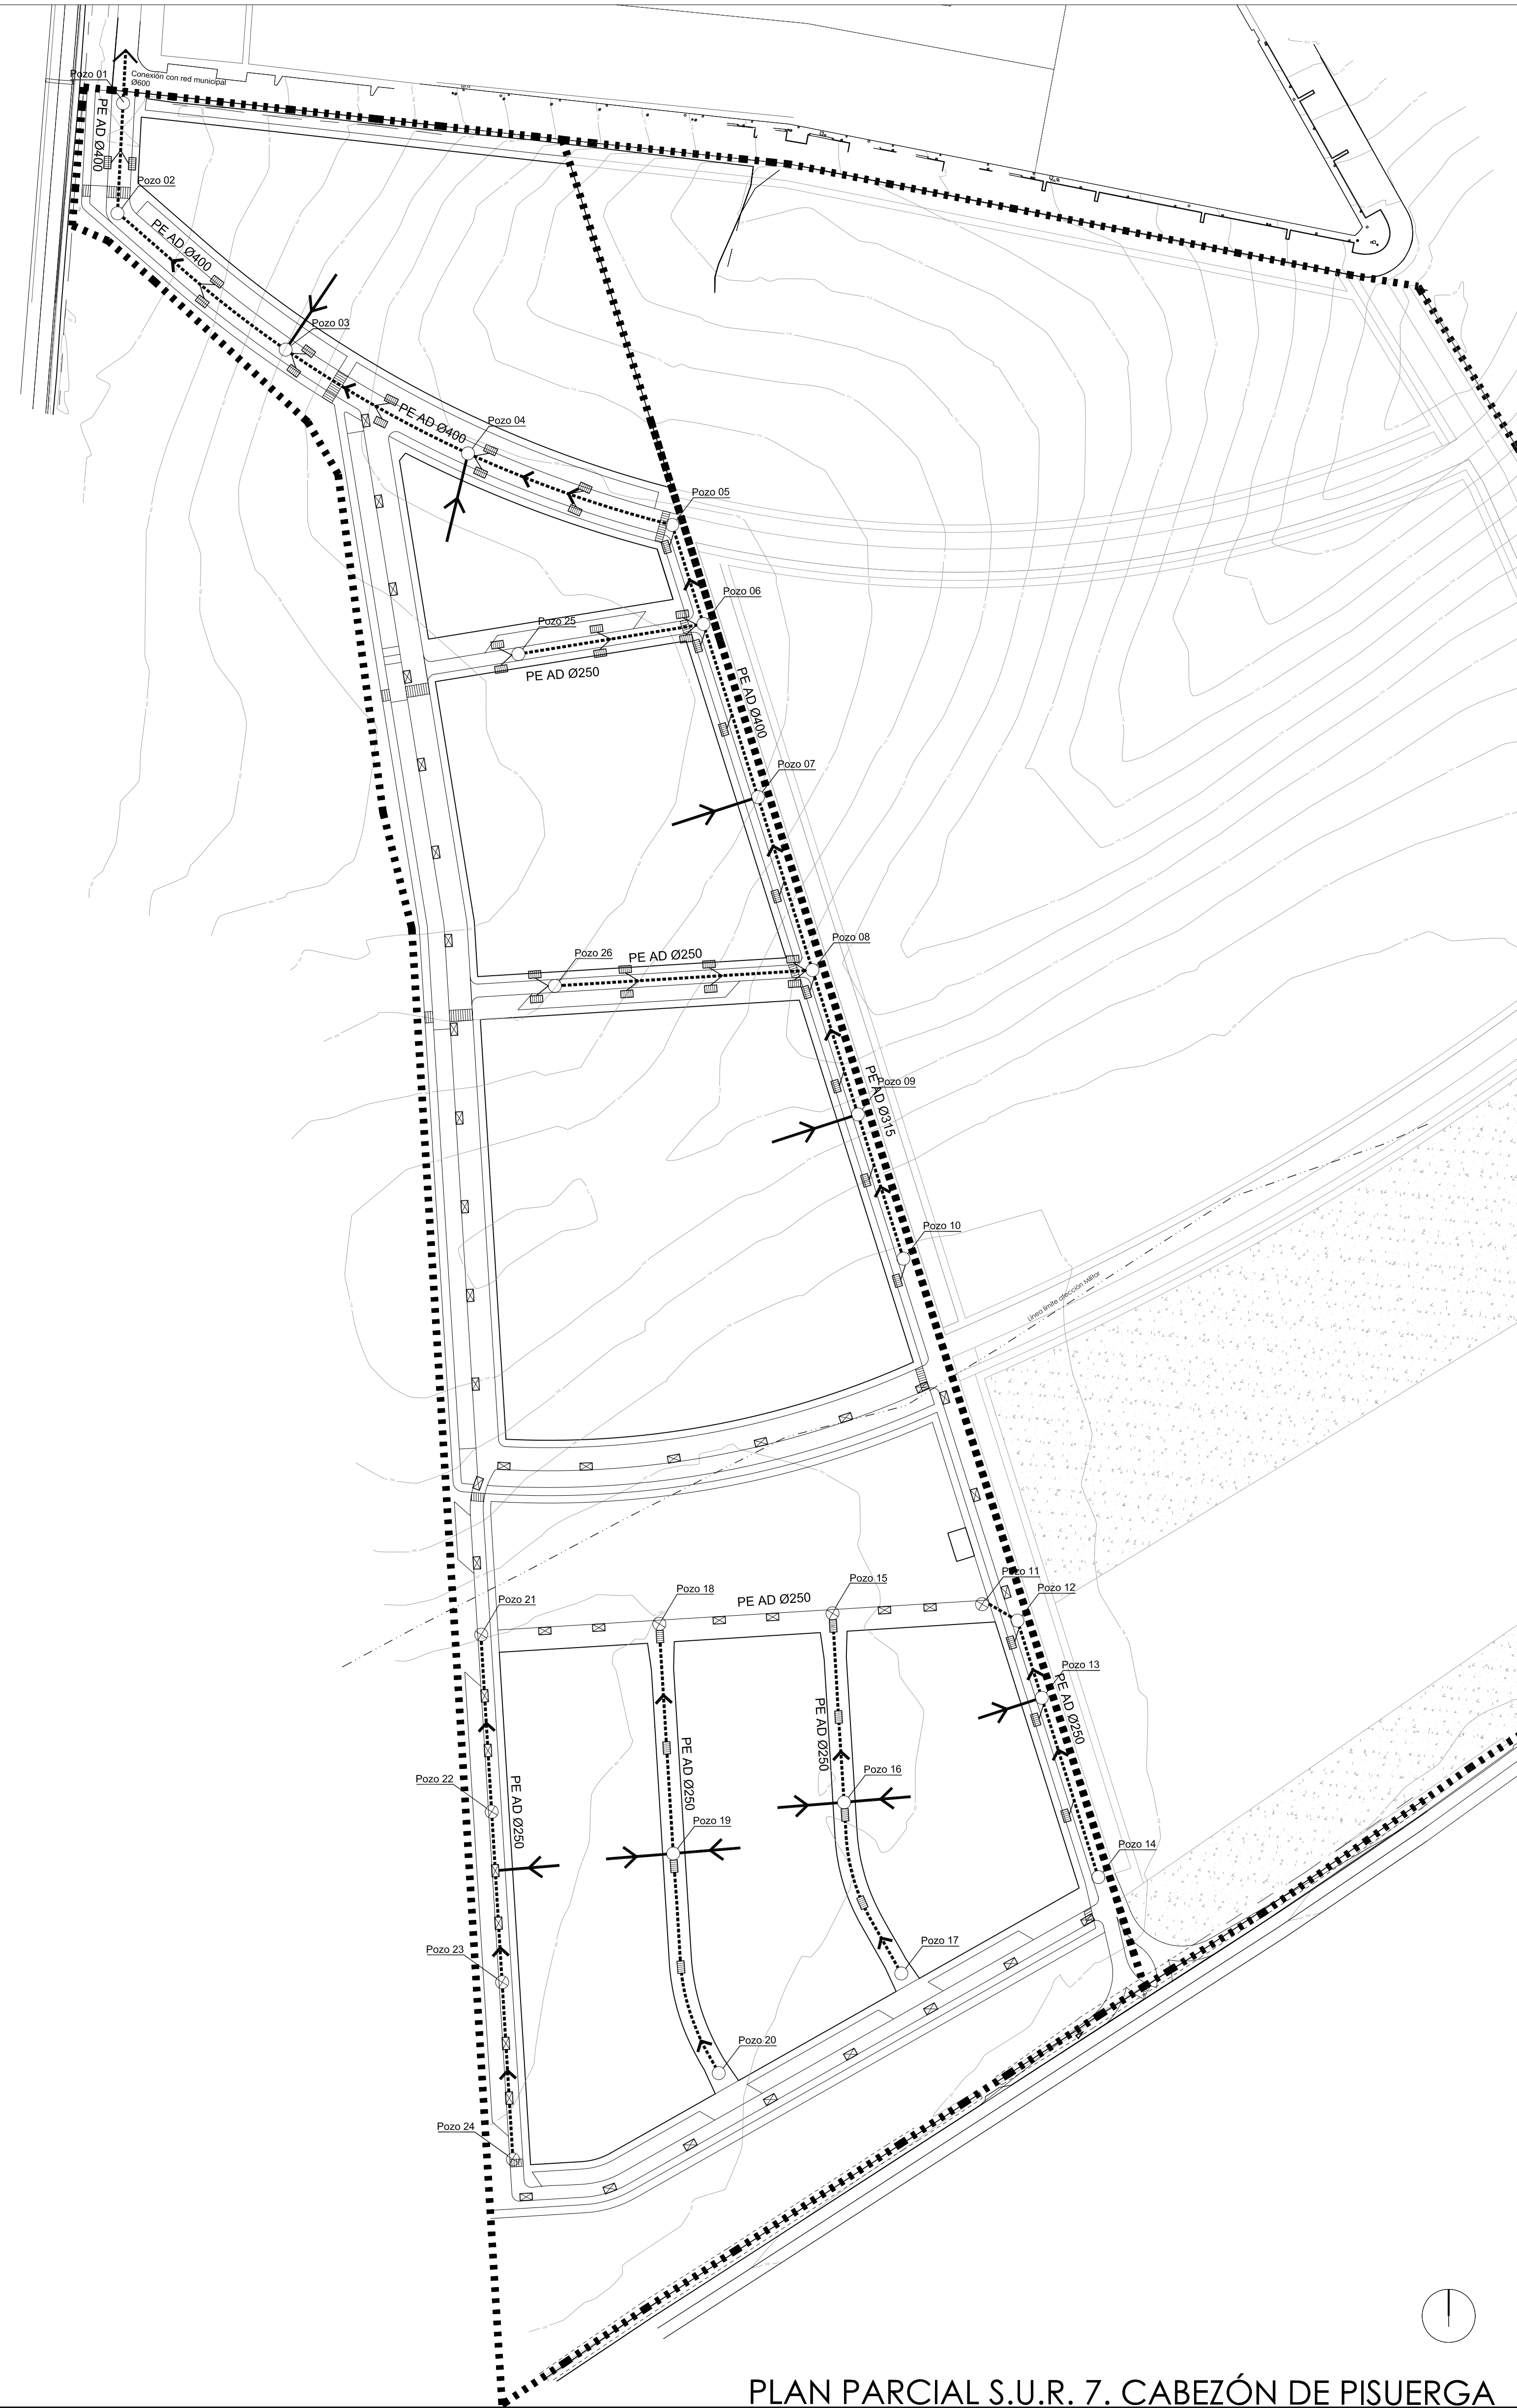 Pozo 01
Conexión con red municipal
Ø600
PE AD Ø400
Pozo 02
PE AD Ø400
Pozo 03
PE AD Ø400
Pozo 04
Pozo 05
Pozo 06
Pozo 25
PE AD Ø250
PE AD Ø400
Pozo 07
Pozo 08
Pozo 26
PE AD Ø250
Pozo 09
PE AD Ø315
Pozo 10
Línea límite afección Militar
Pozo 11
Pozo 12
Pozo 15
PE AD Ø250
Pozo 18
Pozo 21
Pozo 13
PE AD Ø250
PE AD Ø250
PE AD Ø250
PE AD Ø250
Pozo 16
Pozo 22
Pozo 19
Pozo 14
Pozo 17
Pozo 23
Pozo 20
Pozo 24
PLAN PARCIAL S.U.R. 7. CABEZÓN DE PISUERGA